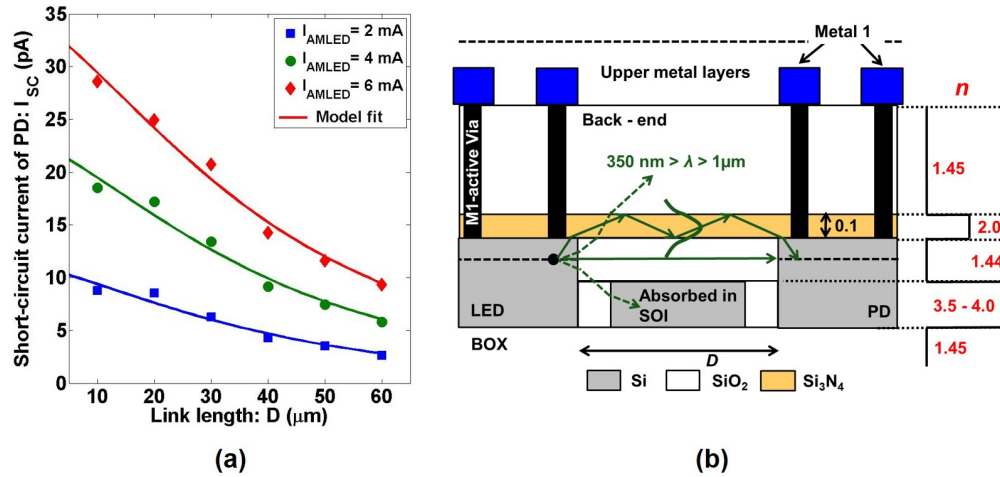 Short-circuit current of PD: I_SC (pA)
35
30
25
20
15
10
5
0
10 20 30 40 50 60
Link length: D (μm)
I_AMLED= 2 mA
I_AMLED= 4 mA
I_AMLED= 6 mA
Model fit
(a)
Metal 1
Upper metal layers
n
Back - end
M1-active Via
350 nm > λ > 1μm
1.45
0.1
2.0
1.44
Absorbed in
SOI
3.5 - 4.0
LED
PD
BOX
1.45
D
Si
SiO₂
Si₃N₄
(b)